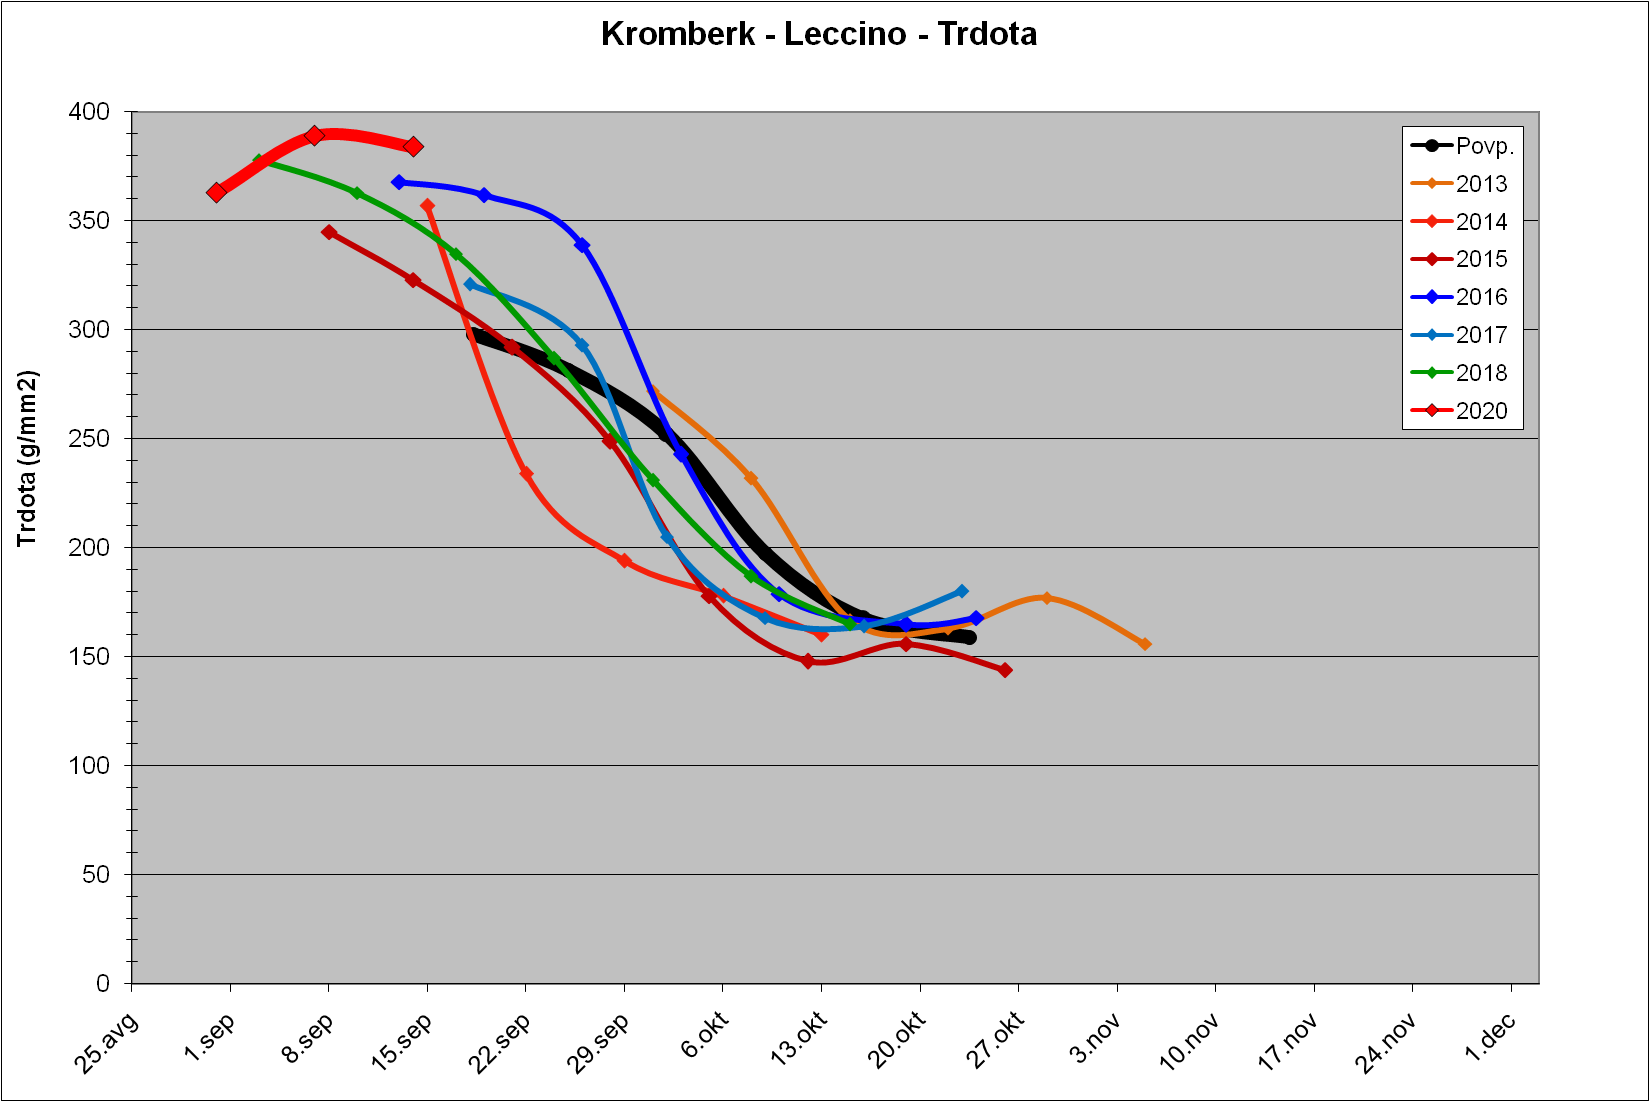 Kromberk - Leccino - Trdota
Trdota (g/mm2)
400
350
300
250
200
150
100
50
0
25.avg
1.sep
8.sep
15.sep
22.sep
29.sep
6.okt
13.okt
20.okt
27.okt
3.nov
10.nov
17.nov
24.nov
1.dec
Povp.
2013
2014
2015
2016
2017
2018
2020